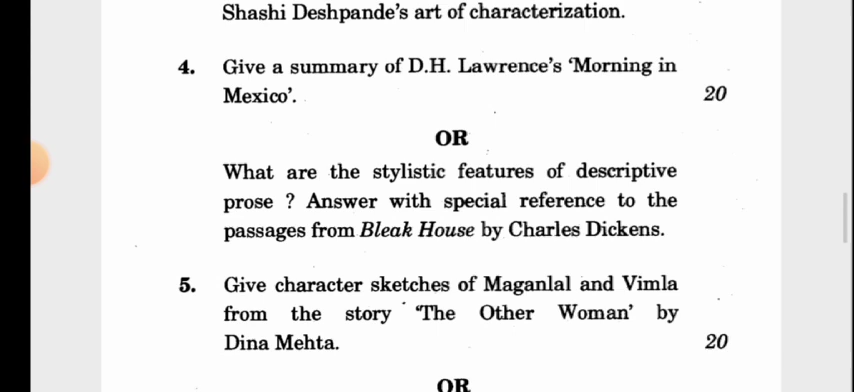 Shashi Deshpande's art of characterization.
4. Give a summary of D.H. Lawrence's 'Morning in
Mexico'. 20
OR
What are the stylistic features of descriptive
prose ? Answer with special reference to the
passages from Bleak House by Charles Dickens.
5. Give character sketches of Maganlal and Vimla
from the story 'The Other Woman' by
Dina Mehta. 20
OR